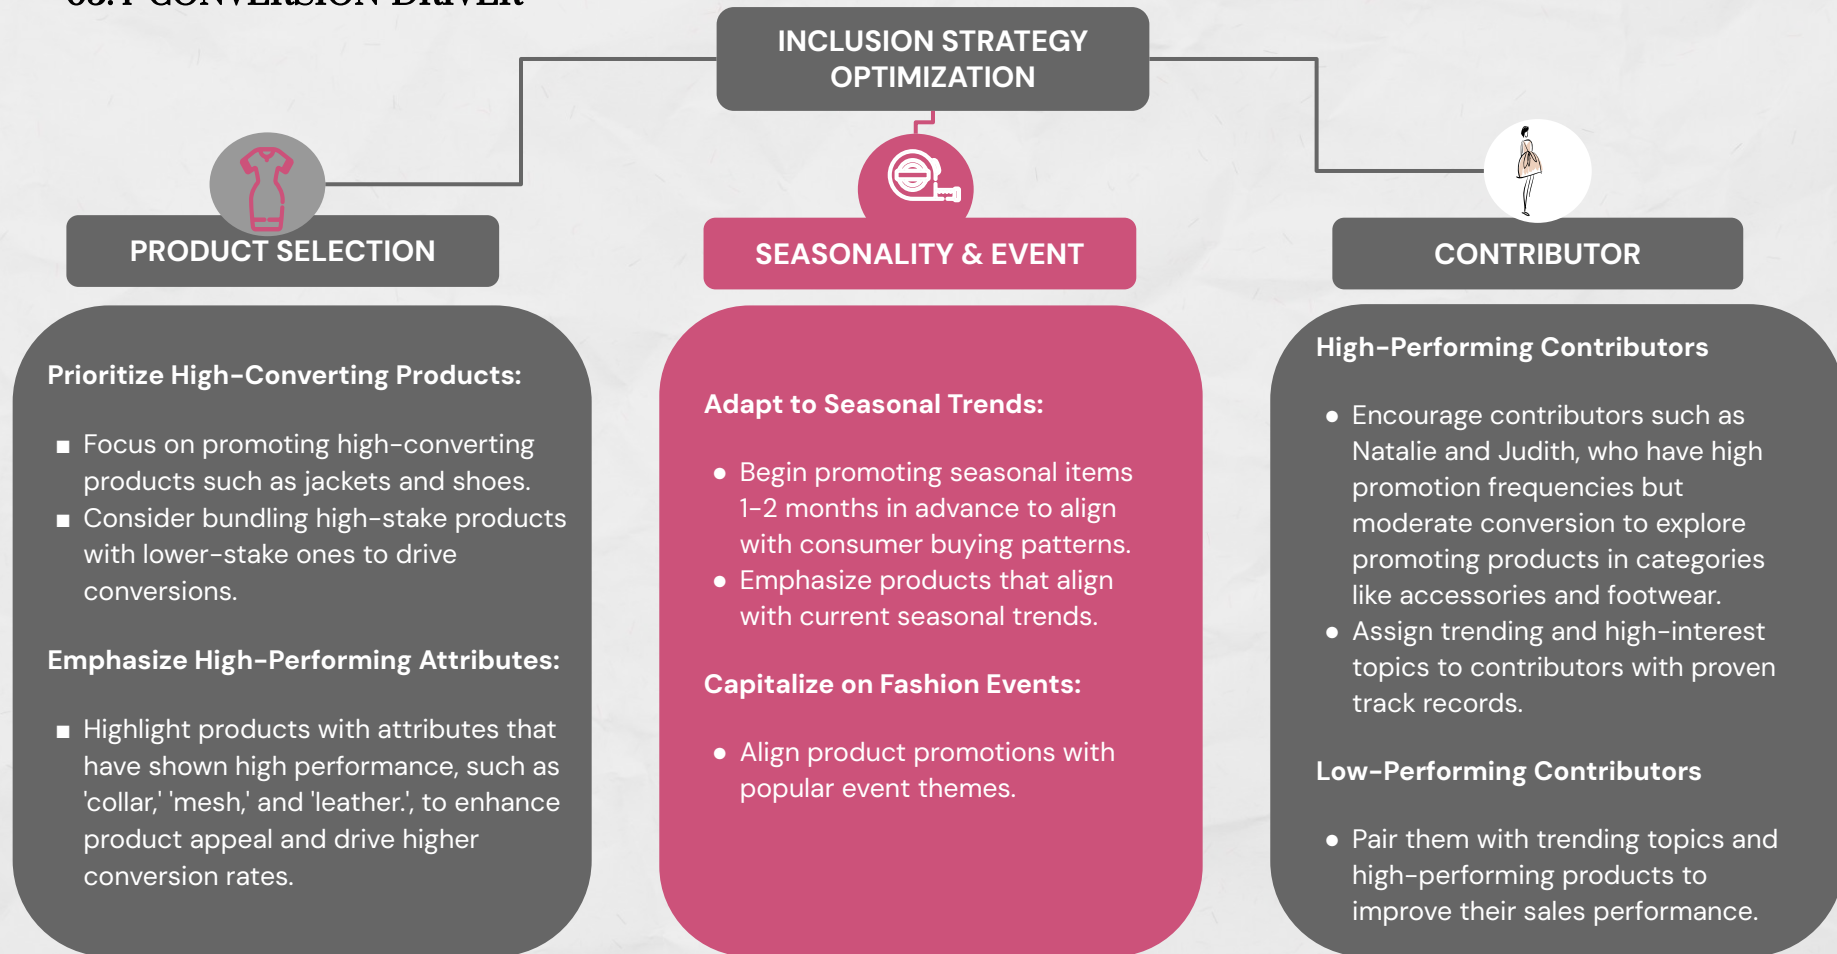 03.1 CONVERSION DRIVER
INCLUSION STRATEGY
OPTIMIZATION
PRODUCT SELECTION
Prioritize High-Converting Products:
■ Focus on promoting high-converting
products such as jackets and shoes.
■ Consider bundling high-stake products
with lower-stake ones to drive
conversions.
Emphasize High-Performing Attributes:
■ Highlight products with attributes that
have shown high performance, such as
'collar,' 'mesh,' and 'leather.', to enhance
product appeal and drive higher
conversion rates.
SEASONALITY & EVENT
Adapt to Seasonal Trends:
● Begin promoting seasonal items
1-2 months in advance to align
with consumer buying patterns.
● Emphasize products that align
with current seasonal trends.
Capitalize on Fashion Events:
● Align product promotions with
popular event themes.
CONTRIBUTOR
High-Performing Contributors
● Encourage contributors such as
Natalie and Judith, who have high
promotion frequencies but
moderate conversion to explore
promoting products in categories
like accessories and footwear.
● Assign trending and high-interest
topics to contributors with proven
track records.
Low-Performing Contributors
● Pair them with trending topics and
high-performing products to
improve their sales performance.